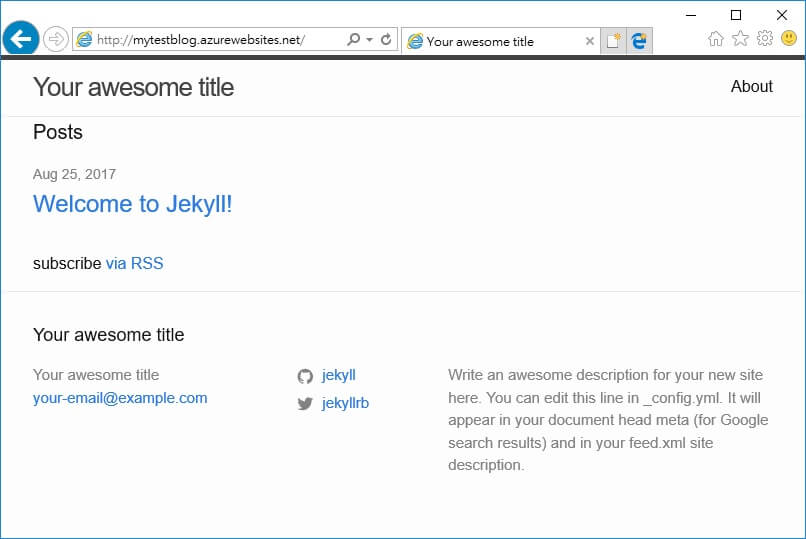 http://mytestblog.azurewebsites.net/
Your awesome title
Your awesome title
About
Posts
Aug 25, 2017
Welcome to Jekyll!
subscribe via RSS
Your awesome title
Your awesome title
your-email@example.com
jekyll
jekyllrb
Write an awesome description for your new site
here. You can edit this line in _config.yml. It will
appear in your document head meta (for Google
search results) and in your feed.xml site
description.